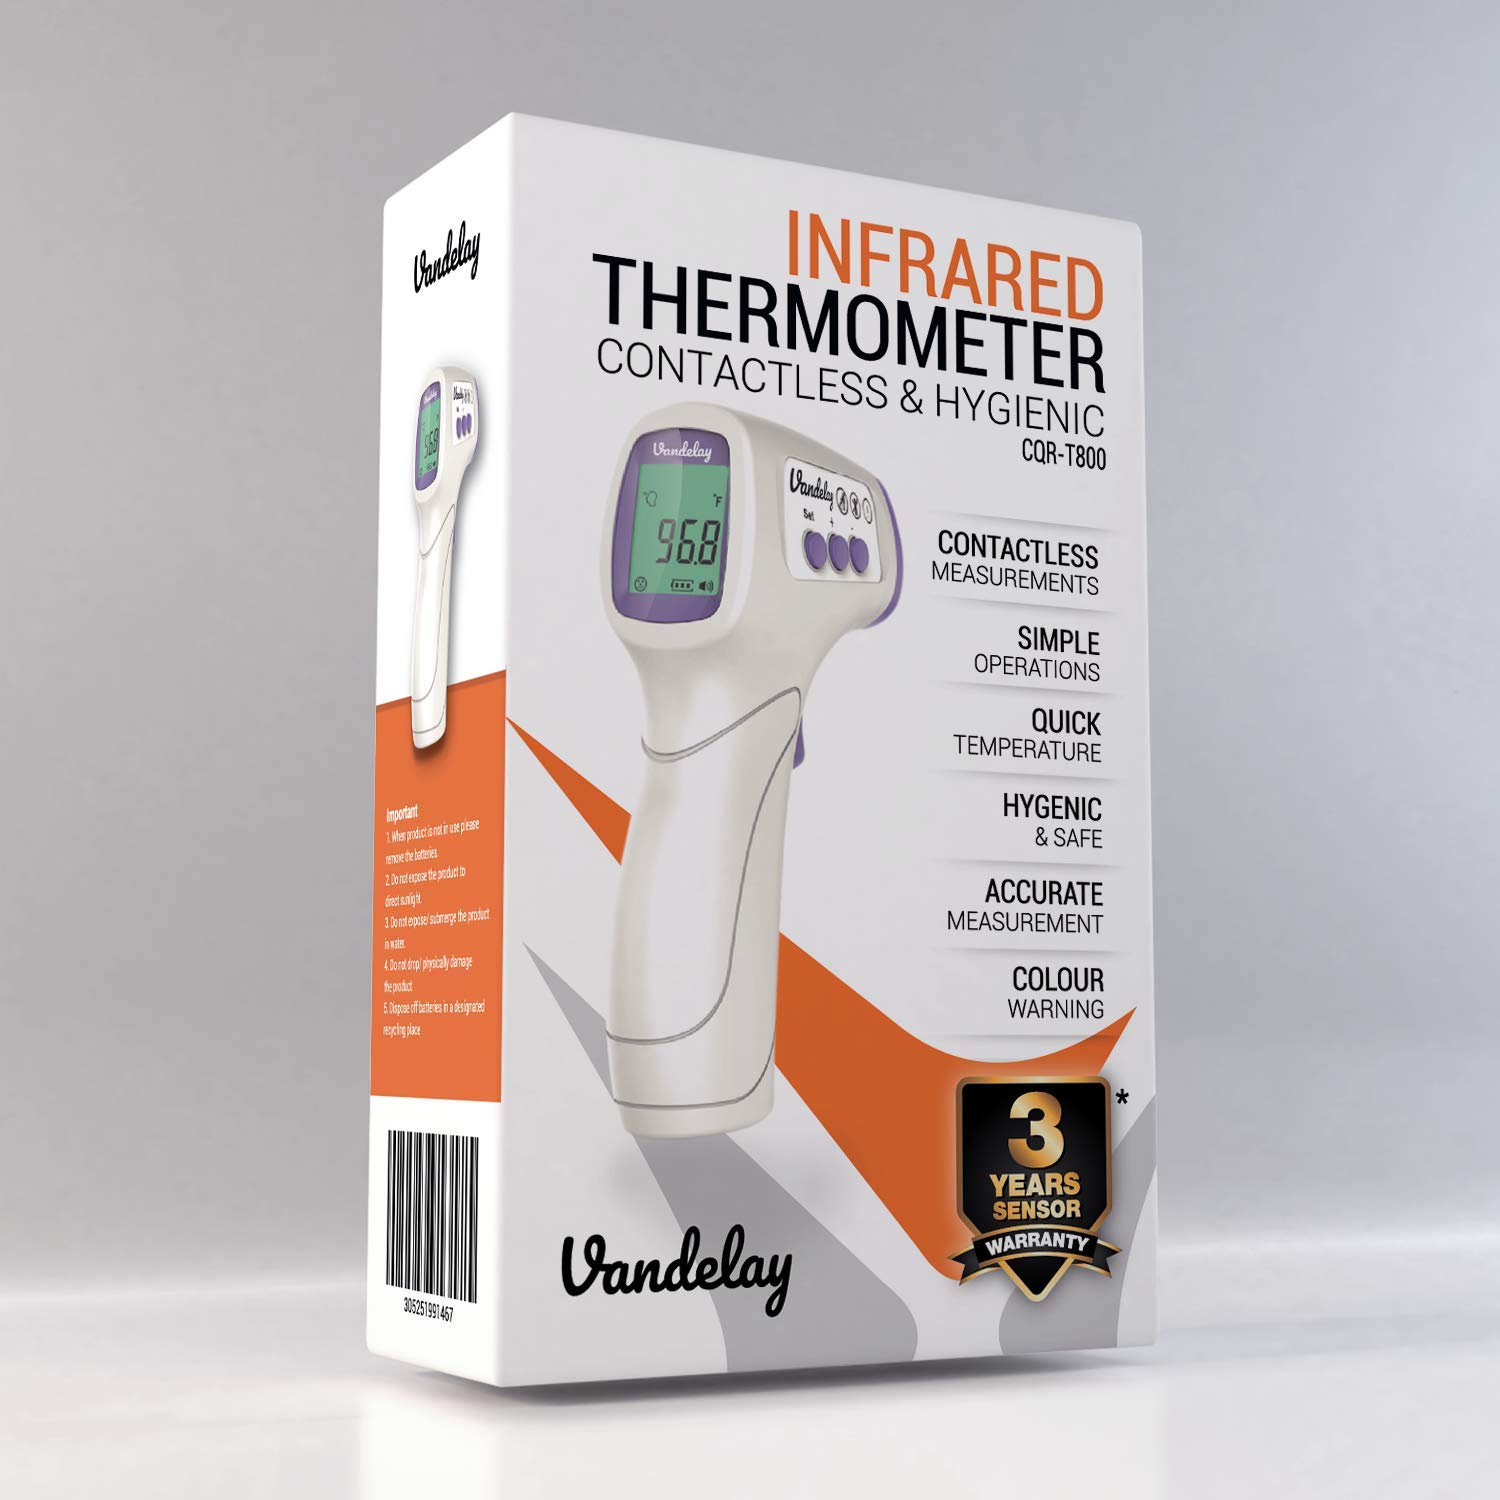 Vandelay
Vandelay
96.8
Important
1. When product is not in use please
remove the batteries
2. Do not expose the product to
direct sunlight.
3. Do not expose/ submerge the product
in water.
4. Do not drop/ physically damage
the product
5. Dispose off batteries in a designated
recycling place
305251991467
INFRARED
THERMOMETER
CONTACTLESS & HYGIENIC
CQR-T800
Vandelay
°F
96.8
Vandelay
Set + -
CONTACTLESS
MEASUREMENTS
SIMPLE
OPERATIONS
QUICK
TEMPERATURE
HYGENIC
& SAFE
ACCURATE
MEASUREMENT
COLOUR
WARNING
3 *
YEARS
SENSOR
WARRANTY
Vandelay